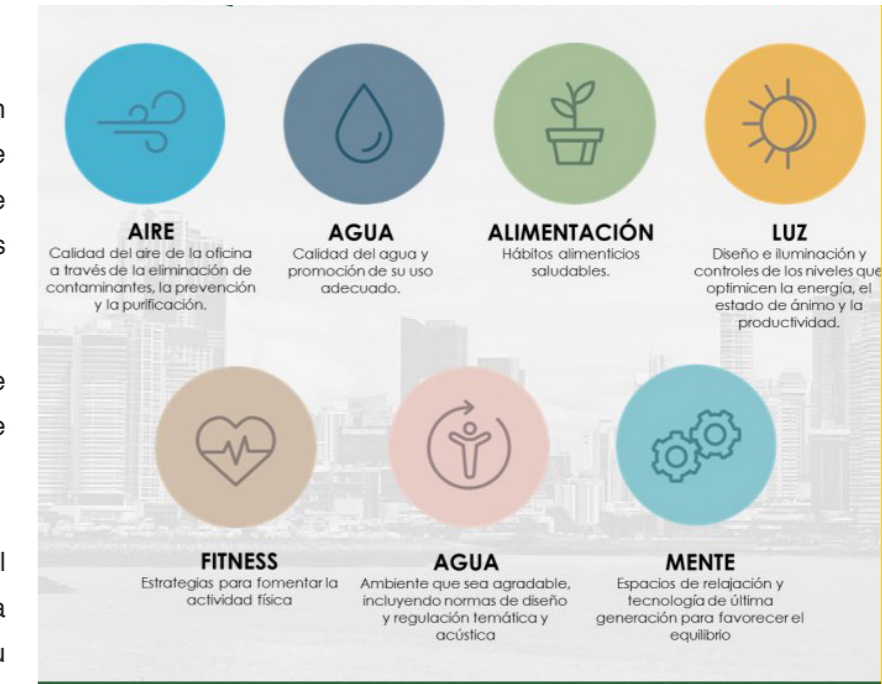 AIRE
Calidad del aire de la oficina
a través de la eliminación de
contaminantes, la prevención
y la purificación.
AGUA
Calidad del agua y
promoción de su uso
adecuado.
ALIMENTACIÓN
Hábitos alimenticios
saludables.
LUZ
Diseño e iluminación y
controles de los niveles que
optimicen la energía, el
estado de ánimo y la
productividad.
FITNESS
Estrategias para fomentar la
actividad física
AGUA
Ambiente que sea agradable,
incluyendo normas de diseño
y regulación temática y
acústica
MENTE
Espacios de relajación y
tecnología de última
generación para favorecer el
equilibrio